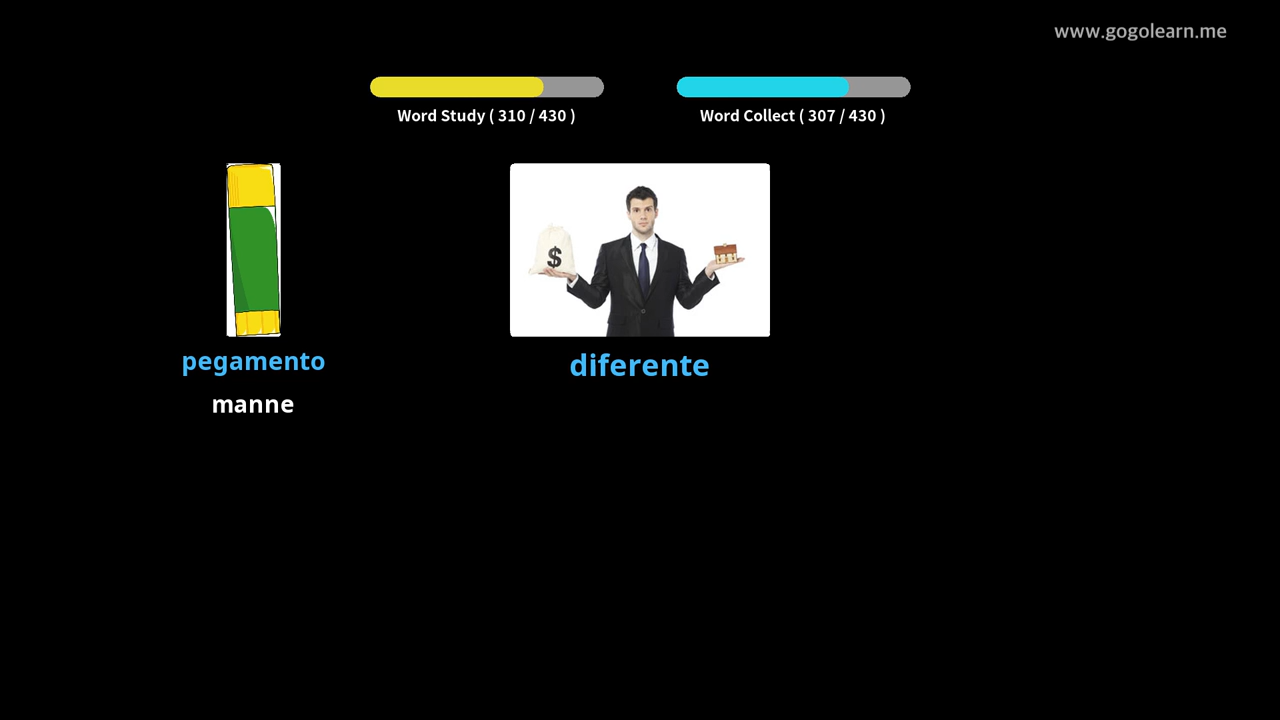 www.gogolearn.me
Word Study ( 310 / 430 )
Word Collect ( 307 / 430 )
$
pegamento
diferente
manne